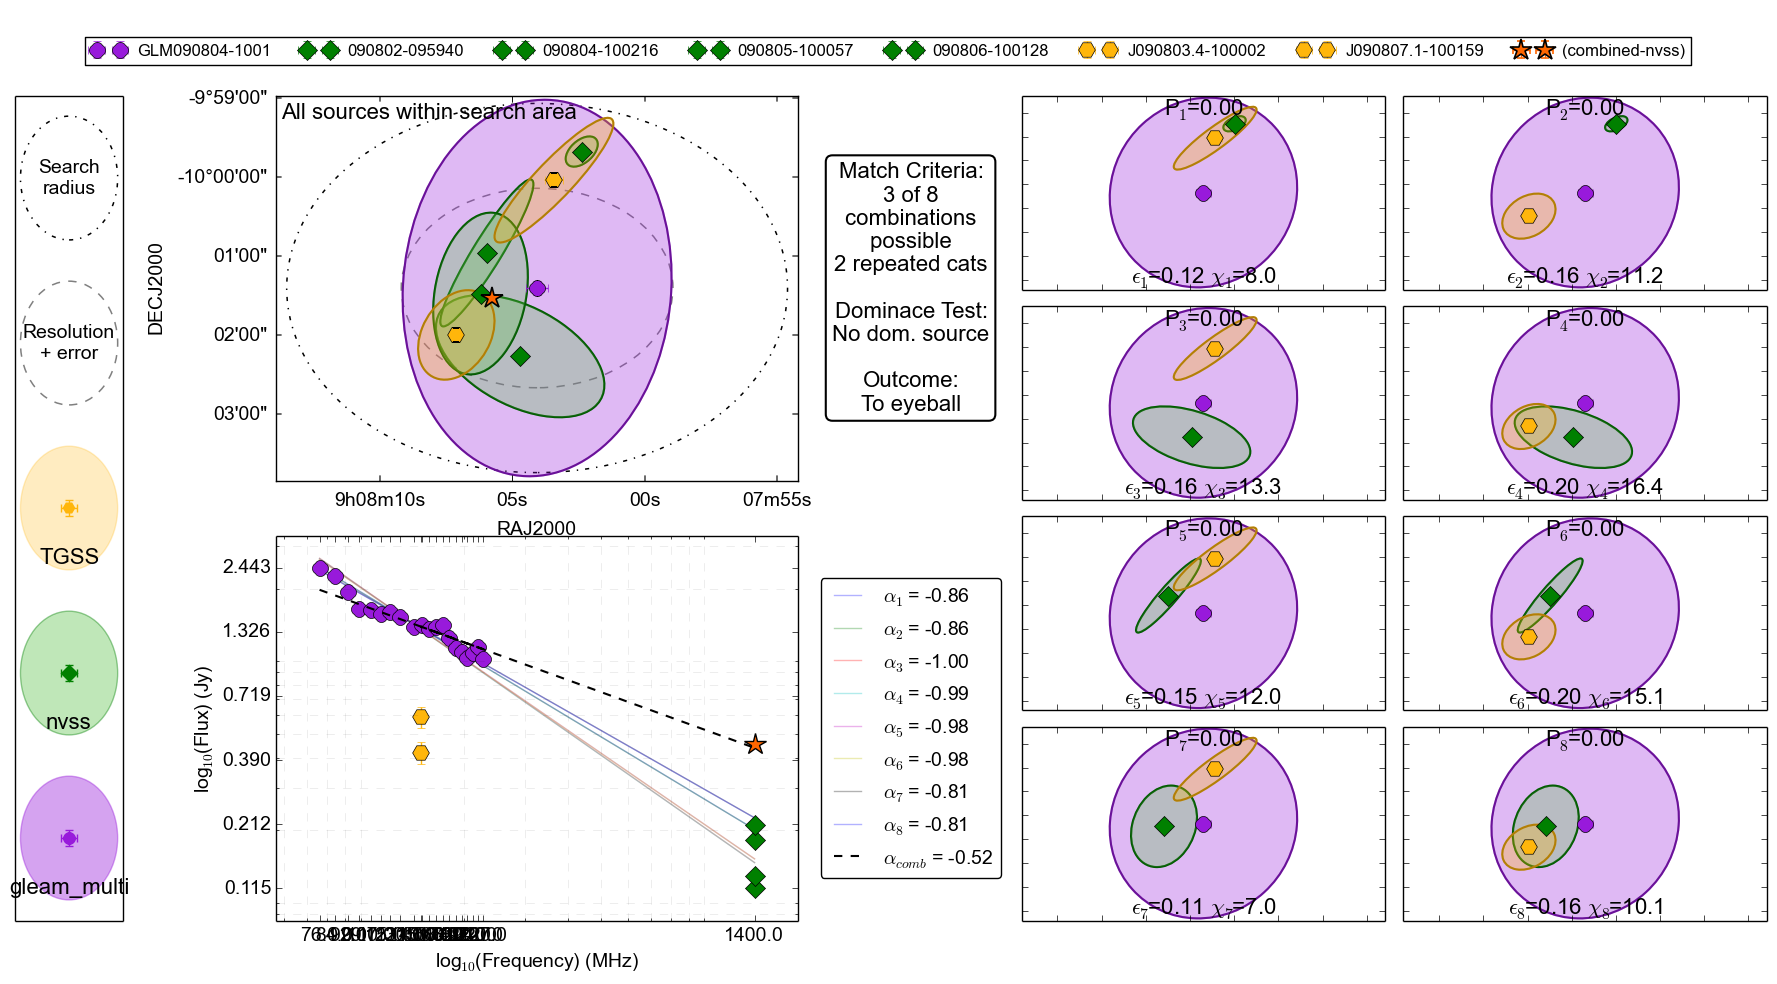 GLM090804-1001 090802-095940 090804-100216 090805-100057 090806-100128 J090803.4-100002 J090807.1-100159 (combined-nvss)
Search
radius
Resolution
+ error
TGSS
nvss
gleam_multi
All sources within search area
-9°59'00"
-10°00'00"
01'00"
02'00"
03'00"
DECJ2000
9h08m10s 05s 00s 07m55s
RAJ2000
Match Criteria:
3 of 8
combinations
possible
2 repeated cats
Dominace Test:
No dom. source
Outcome:
To eyeball
P1=0.00
ϵ1=0.12 χ1=8.0
P2=0.00
ϵ2=0.16 χ2=11.2
P3=0.00
ϵ3=0.16 χ3=13.3
P4=0.00
ϵ4=0.20 χ4=16.4
P5=0.00
ϵ5=0.15 χ5=12.0
P6=0.00
ϵ6=0.20 χ6=15.1
P7=0.00
ϵ7=0.11 χ7=7.0
P8=0.00
ϵ8=0.16 χ8=10.1
2.443
1.326
0.719
0.390
0.212
0.115
log10(Flux) (Jy)
1400.0
log10(Frequency) (MHz)
α1 = -0.86
α2 = -0.86
α3 = -1.00
α4 = -0.99
α5 = -0.98
α6 = -0.98
α7 = -0.81
α8 = -0.81
αcomb = -0.52